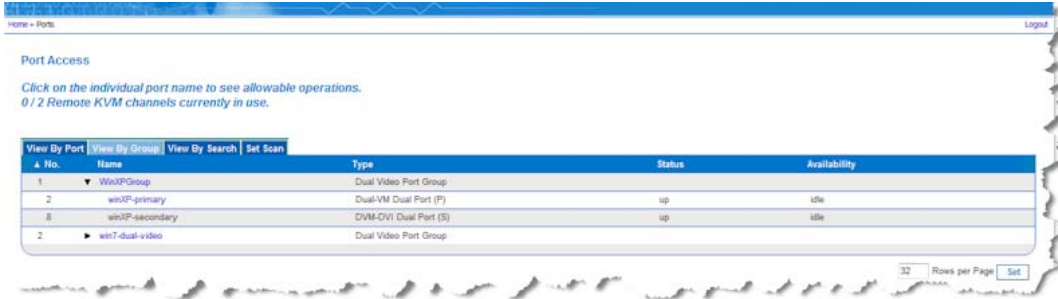 Home » Ports Logout
Port Access
Click on the individual port name to see allowable operations.
0 / 2 Remote KVM channels currently in use.
View By Port View By Group View By Search Set Scan
▲ No. Name Type Status Availability
1 ▼ WinXPGroup Dual Video Port Group
2 winXP-primary Dual-VM Dual Port (P) up idle
8 winXP-secondary DVM-DVI Dual Port (S) up idle
2 ► win7-dual-video Dual Video Port Group
32 Rows per Page Set